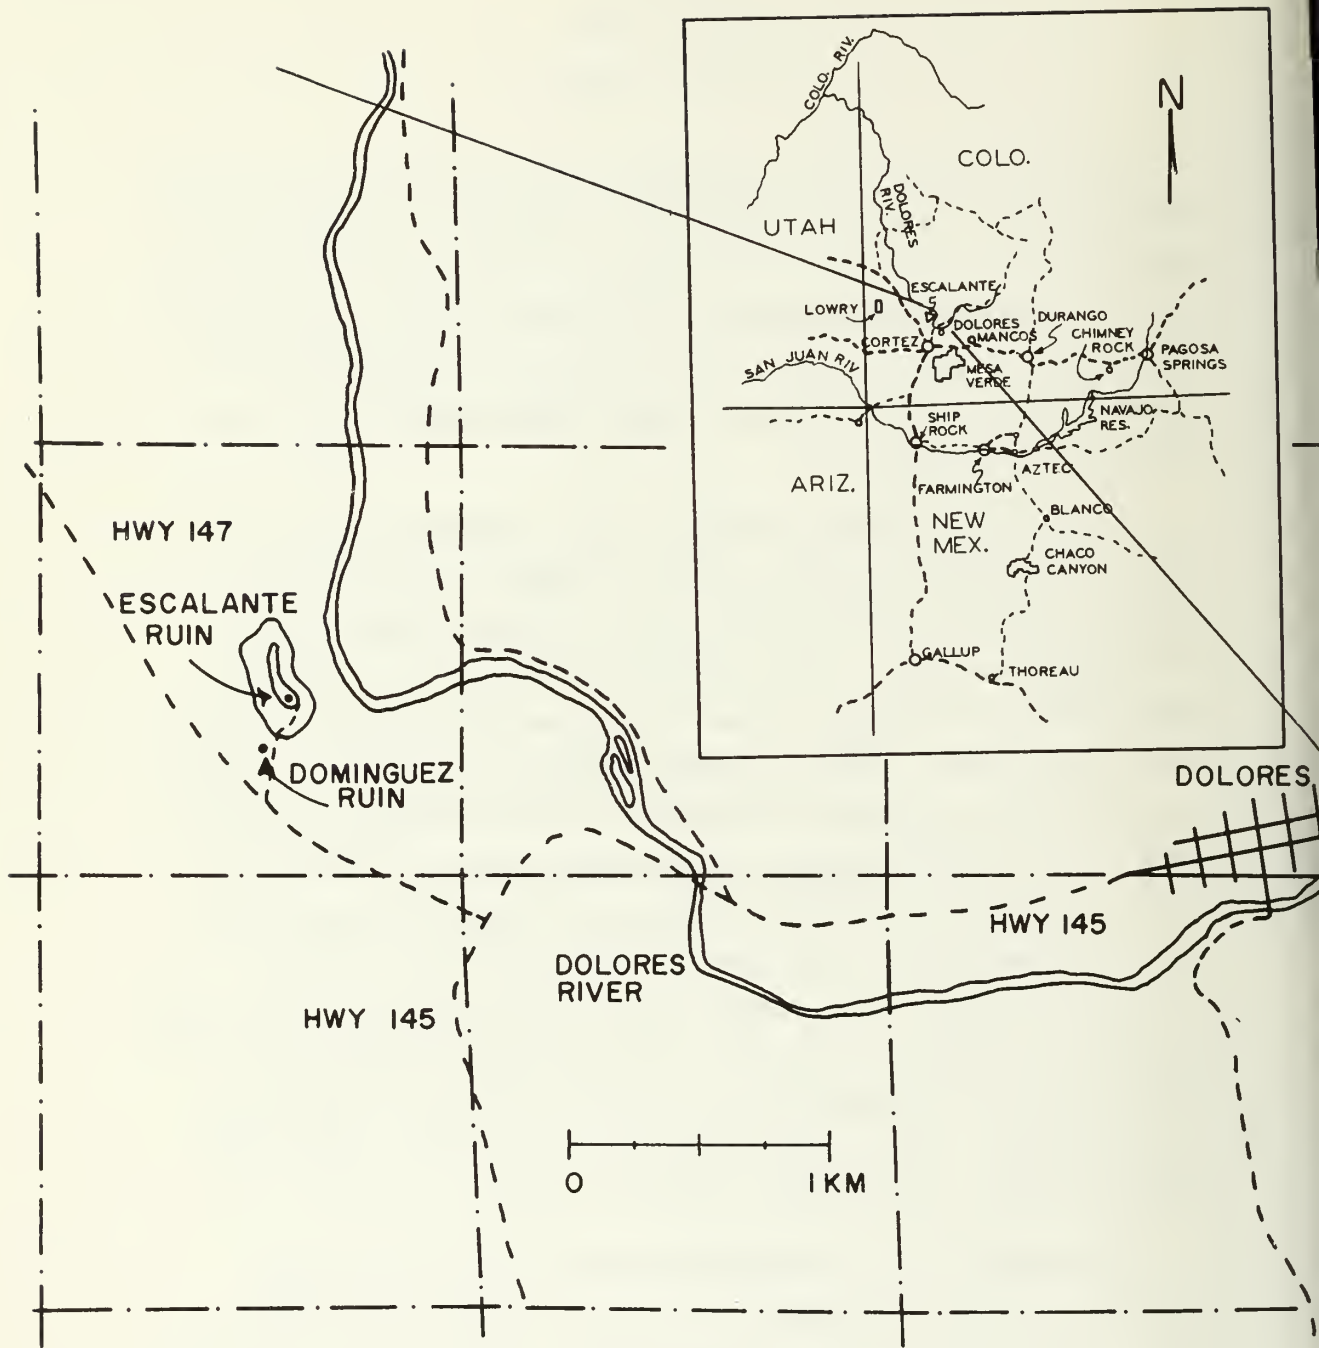 N
COLO. RIV.
COLO.
UTAH
DOLORES
RIV.
ESCALANTE
LOWRY
DOLORES
MANCOS
DURANGO
CHIMNEY
ROCK
CORTEZ
PAGOSA
SPRINGS
SAN JUAN RIV
MESA
VERDE
SHIP
ROCK
NAVAJO
RES.
AZTEC
ARIZ.
FARMINGTON
NEW
MEX.
BLANCO
CHACO
CANYON
GALLUP
THOREAU
HWY 147
ESCALANTE
RUIN
DOMINGUEZ
RUIN
DOLORES
HWY 145
DOLORES
RIVER
HWY 145
0 1 KM